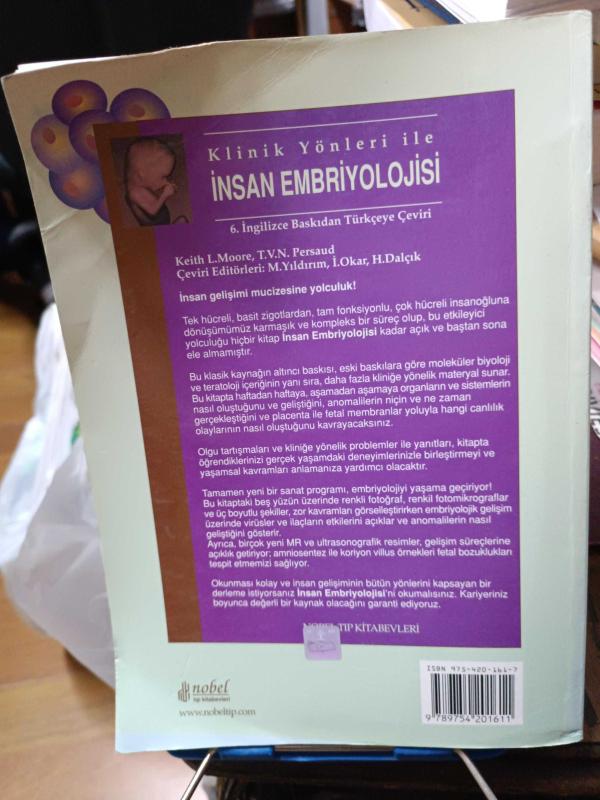 Klinik Yönleri ile
İNSAN EMBRİYOLOJİSİ
6. İngilizce Baskıdan Türkçeye Çeviri
Keith L.Moore, T.V.N. Persaud
Çeviri Editörleri: M.Yıldırım, İ.Okar, H.Dalçık
İnsan gelişimi mucizesine yolculuk!
Tek hücreli, basit zigotlardan, tam fonksiyonlu, çok hücreli insanoğluna
dönüşümümüz karmaşık ve kompleks bir süreç olup, bu etkileyici
yolculuğu hiçbir kitap İnsan Embriyolojisi kadar açık ve baştan sona
ele almamıştır.
Bu klasik kaynağın altıncı baskısı, eski baskılara göre moleküler biyoloji
ve teratoloji içeriğinin yanı sıra, daha fazla kliniğe yönelik materyal sunar.
Bu kitapta haftadan haftaya, aşamadan aşamaya organların ve sistemlerin
nasıl oluştuğunu ve geliştiğini, anomalilerin niçin ve ne zaman
gerçekleştiğini ve placenta ile fetal membranlar yoluyla hangi canlılık
olaylarının nasıl oluştuğunu kavrayacaksınız.
Olgu tartışmaları ve kliniğe yönelik problemler ile yanıtları, kitapta
öğrendiklerinizi gerçek yaşamdaki deneyimlerinizle birleştirmeyi ve
yaşamsal kavramları anlamanıza yardımcı olacaktır.
Tamamen yeni bir sanat programı, embriyolojiyi yaşama geçiriyor!
Bu kitaptaki beş yüzün üzerinde renkli fotoğraf, renkil fotomikrograflar
ve üç boyutlu şekiller, zor kavramları görselleştirirken embriyolojik gelişim
üzerinde virüsler ve ilaçların etkilerini açıklar ve anomalilerin nasıl
geliştiğini gösterir.
Ayrıca, birçok yeni MR ve ultrasonografik resimler, gelişim süreçlerine
açıklık getiriyor; amniosentez ile koriyon villus örnekleri fetal bozuklukları
tespit etmemizi sağlıyor.
Okunması kolay ve insan gelişiminin bütün yönlerini kapsayan bir
derleme istiyorsanız İnsan Embriyolojisi'ni okumalısınız. Kariyeriniz
boyunca değerli bir kaynak olacağını garanti ediyoruz.
NOBEL TIP KİTABEVLERİ
nobel
tıp kitabevleri
www.nobeltip.com
ISBN 975-420-161-7
9 789754 201611